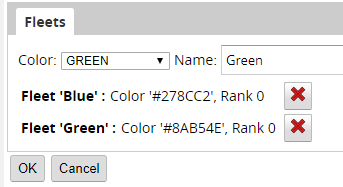 Fleets
Color: GREEN Name: Green
Fleet 'Blue' : Color '#278CC2', Rank 0
Fleet 'Green' : Color '#8AB54E', Rank 0
OK Cancel